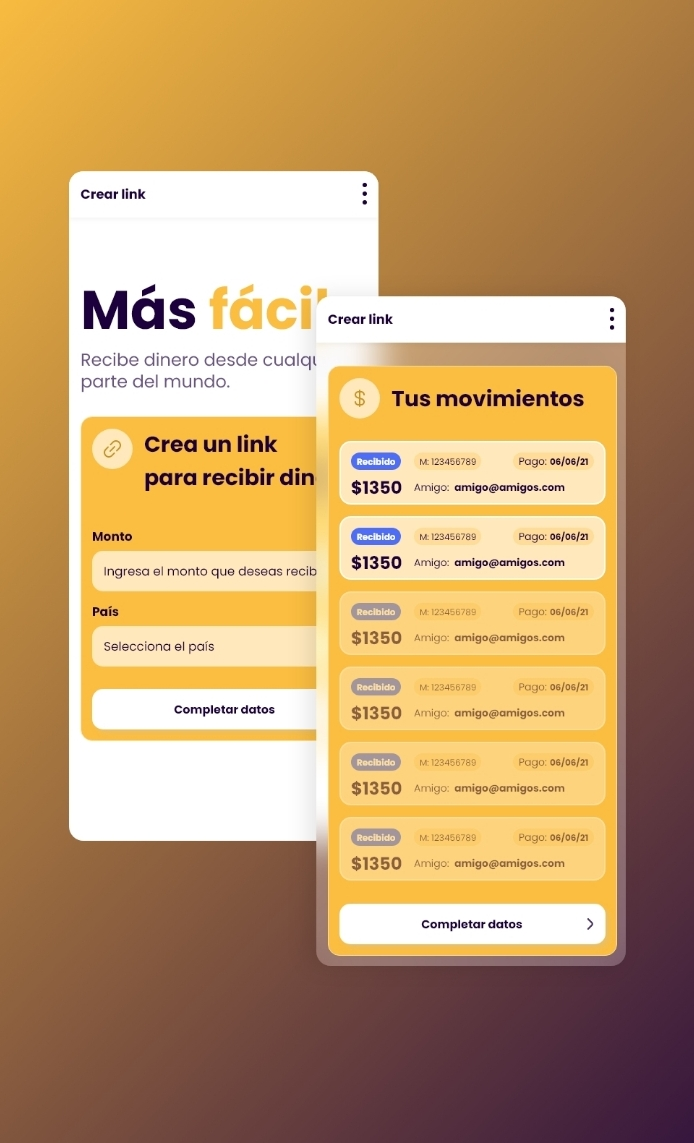 Crear link
Más fácil
Recibe dinero desde
parte del mundo.
Crea un link
para recibir
Monto
Ingresa el monto que deseas
País
Selecciona el país
Completar datos
Crear link
$ Tus movimientos
Recibido M: 123456789 Pago: 06/06/21
$1350 Amigo: amigo@amigos.com
Recibido M: 123456789 Pago: 06/06/21
$1350 Amigo: amigo@amigos.com
Recibido M: 123456789 Pago: 06/06/21
$1350 Amigo: amigo@amigos.com
Recibido M: 123456789 Pago: 06/06/21
$1350 Amigo: amigo@amigos.com
Recibido M: 123456789 Pago: 06/06/21
$1350 Amigo: amigo@amigos.com
Recibido M: 123456789 Pago: 06/06/21
$1350 Amigo: amigo@amigos.com
Completar datos